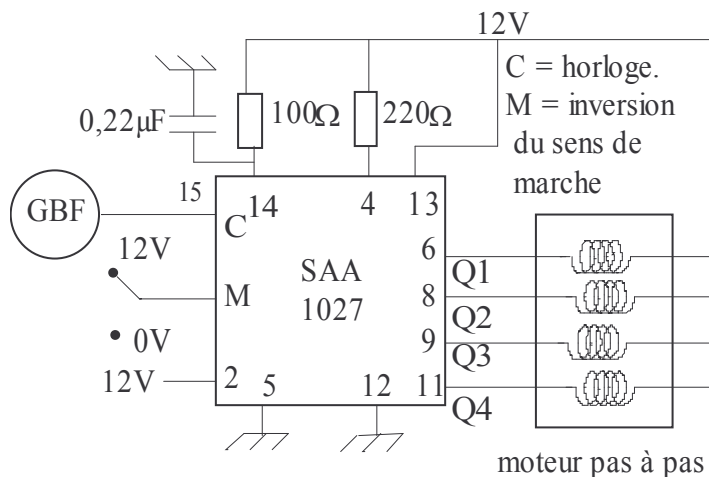 12V
C = horloge.
M = inversion
du sens de
marche
0,22µF
100Ω
220Ω
15
14
4
13
GBF
C
12V
SAA
1027
M
0V
12V
2
5
12
6
Q1
8
Q2
9
Q3
11
Q4
moteur pas à pas